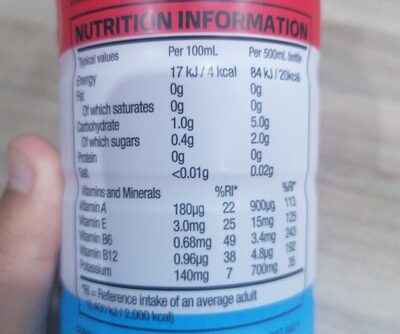 NUTRITION INFORMATION
Typical values Per 100mL Per 500mL bottle
Energy 17 kJ / 4 kcal 84 kJ / 20kcal
Fat 0g 0g
Of which saturates 0g 0g
Carbohydrate 1.0g 5.0g
Of which sugars 0.4g 2.0g
Protein 0g 0g
Salt <0.01g 0.02g
Vitamins and Minerals %RI* %RI*
Vitamin A 180µg 22 900µg 113
Vitamin E 3.0mg 25 15mg 125
Vitamin B6 0.68mg 49 3.4mg 243
Vitamin B12 0.96µg 38 4.8µg 192
Potassium 140mg 7 700mg 35
*RI = Reference intake of an average adult
(8,400 kJ / 2,000 kcal)